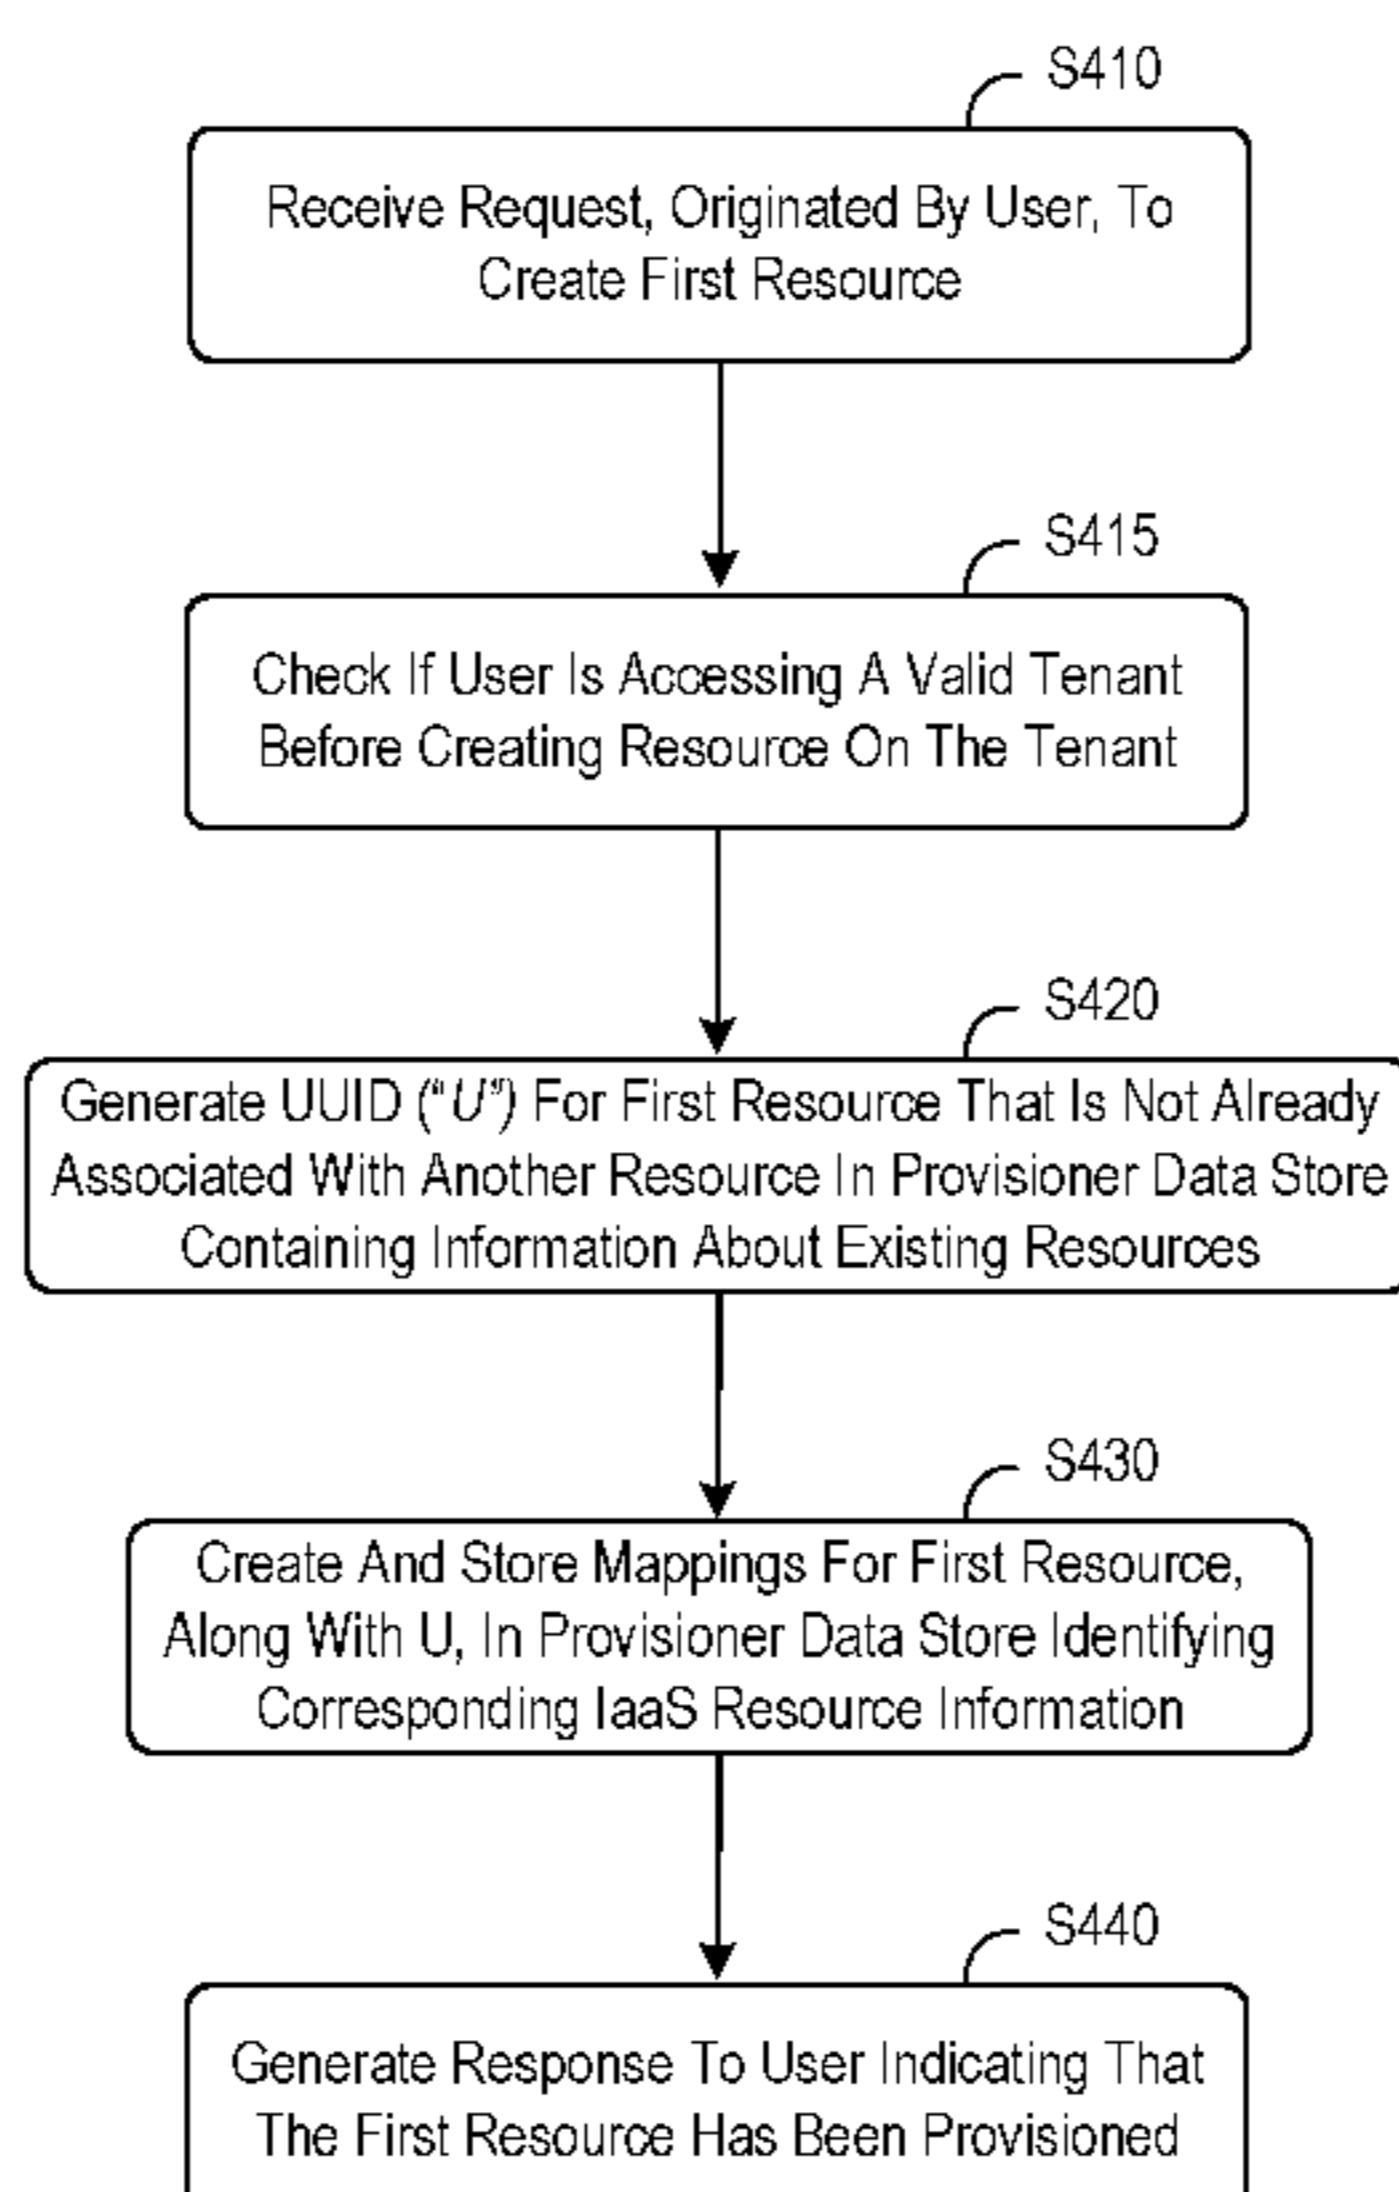 S410
Receive Request, Originated By User, To
Create First Resource
S415
Check If User Is Accessing A Valid Tenant
Before Creating Resource On The Tenant
S420
Generate UUID (“U”) For First Resource That Is Not Already
Associated With Another Resource In Provisioner Data Store
Containing Information About Existing Resources
S430
Create And Store Mappings For First Resource,
Along With U, In Provisioner Data Store Identifying
Corresponding IaaS Resource Information
S440
Generate Response To User Indicating That
The First Resource Has Been Provisioned